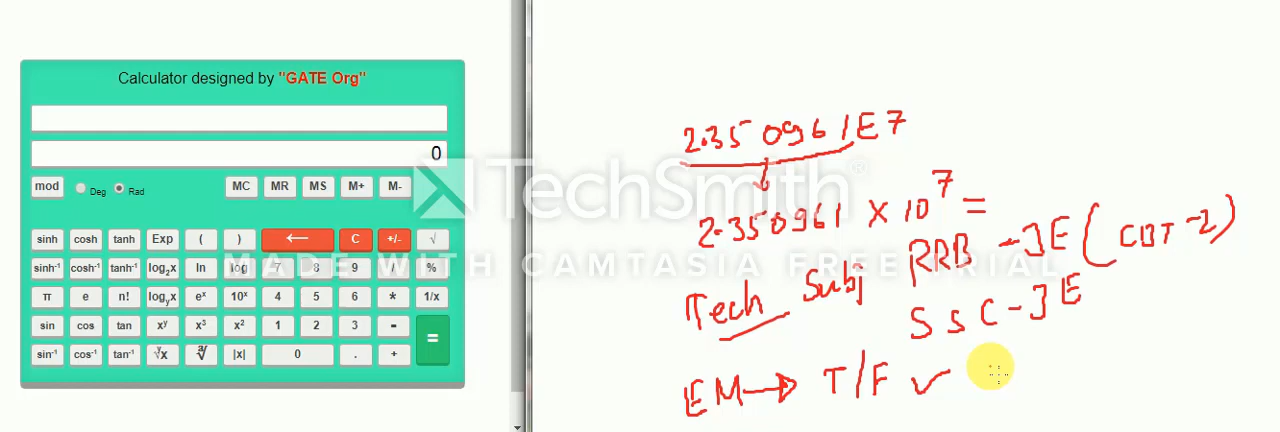 Calculator designed by "GATE Org"
0
mod Deg Rad MC MR MS M+ M-
sinh cosh tanh Exp ( ) ← C +/- √
sinh⁻¹ cosh⁻¹ tanh⁻¹ log₂x ln log 7 8 9 %
π e n! logᵧx eˣ 10ˣ 4 5 6 * 1/x
sin cos tan xʸ x³ x² 1 2 3 - =
sin⁻¹ cos⁻¹ tan⁻¹ ʸ√x ³√ |x| 0 . +
TechSmith®
MADE WITH CAMTASIA FREE TRIAL
2.350961E7
2.350961 × 10⁷ =
Tech Subj RRB - JE (CBT-2)
SSC - JE
EM → T/F ✓